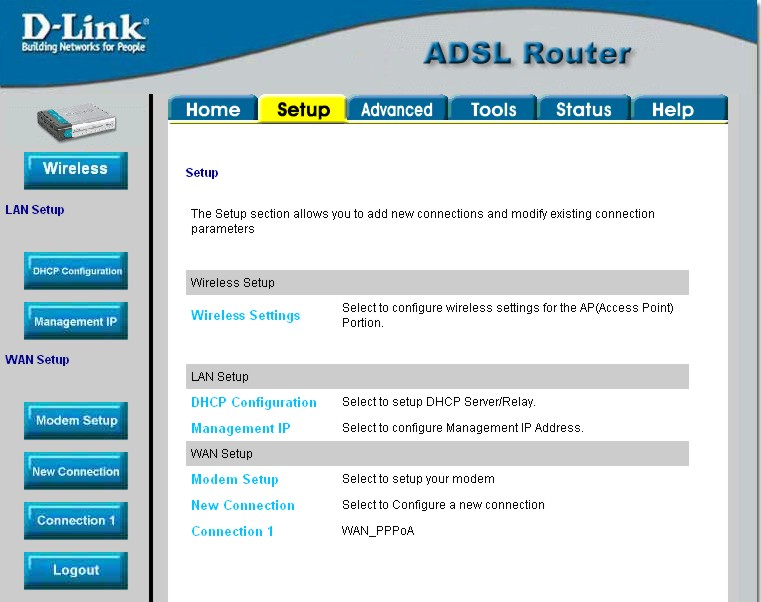 D-Link®
Building Networks for People
ADSL Router
Home Setup Advanced Tools Status Help
Wireless
LAN Setup
DHCP Configuration
Management IP
WAN Setup
Modem Setup
New Connection
Connection 1
Logout
Setup
The Setup section allows you to add new connections and modify existing connection
parameters
Wireless Setup
Wireless Settings Select to configure wireless settings for the AP(Access Point)
Portion.
LAN Setup
DHCP Configuration Select to setup DHCP Server/Relay.
Management IP Select to configure Management IP Address.
WAN Setup
Modem Setup Select to setup your modem
New Connection Select to Configure a new connection
Connection 1 WAN_PPPoA